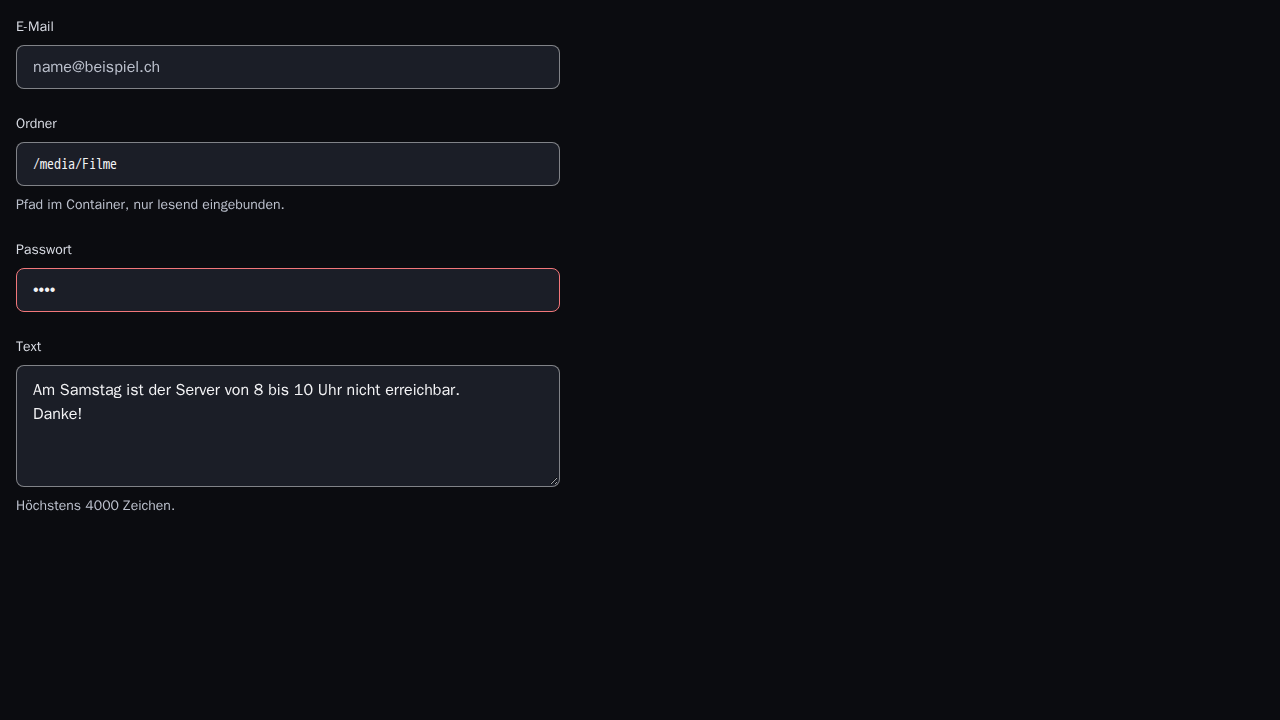 E-Mail
name@beispiel.ch
Ordner
/media/Filme
Pfad im Container, nur lesend eingebunden.
Passwort
••••
Text
Am Samstag ist der Server von 8 bis 10 Uhr nicht erreichbar.
Danke!
Höchstens 4000 Zeichen.